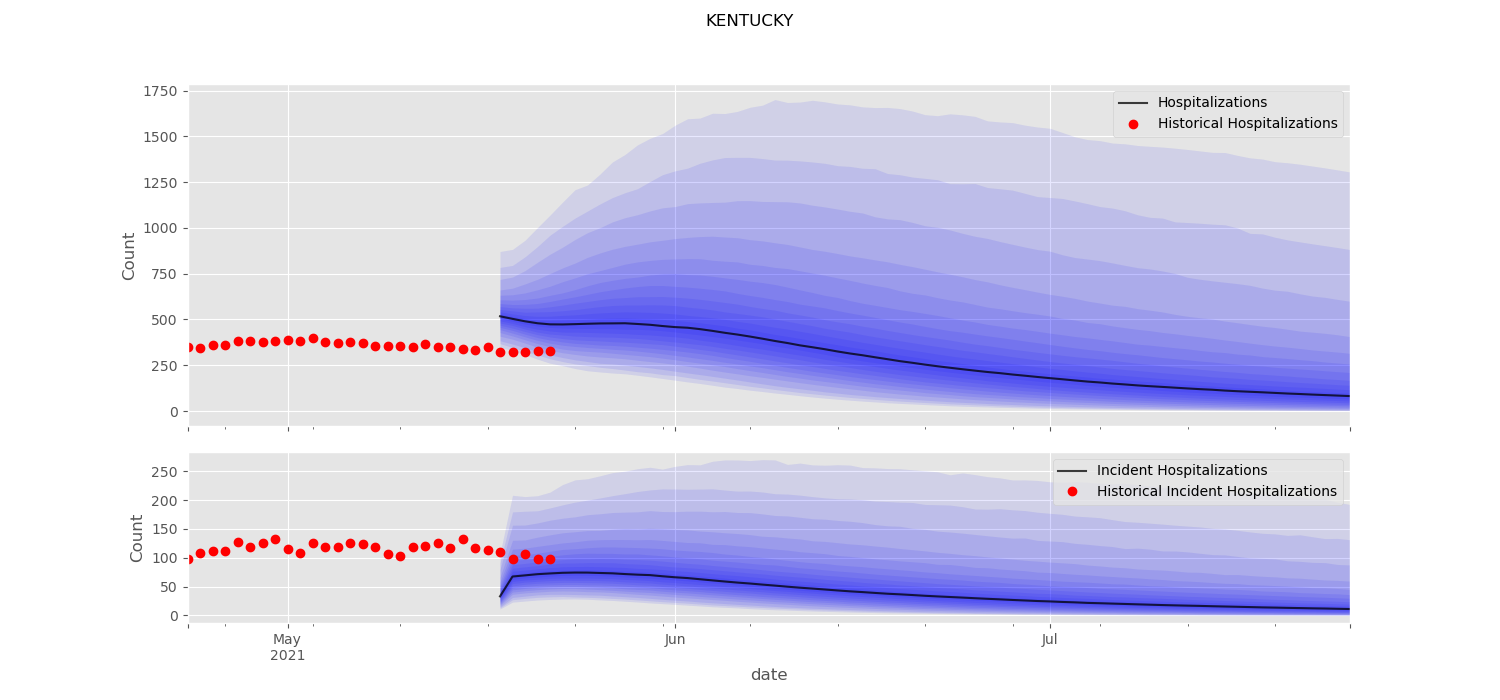 KENTUCKY
Count
1750
1500
1250
1000
750
500
250
0
Hospitalizations
Historical Hospitalizations
Count
250
200
150
100
50
0
Incident Hospitalizations
Historical Incident Hospitalizations
May
2021
Jun
Jul
date